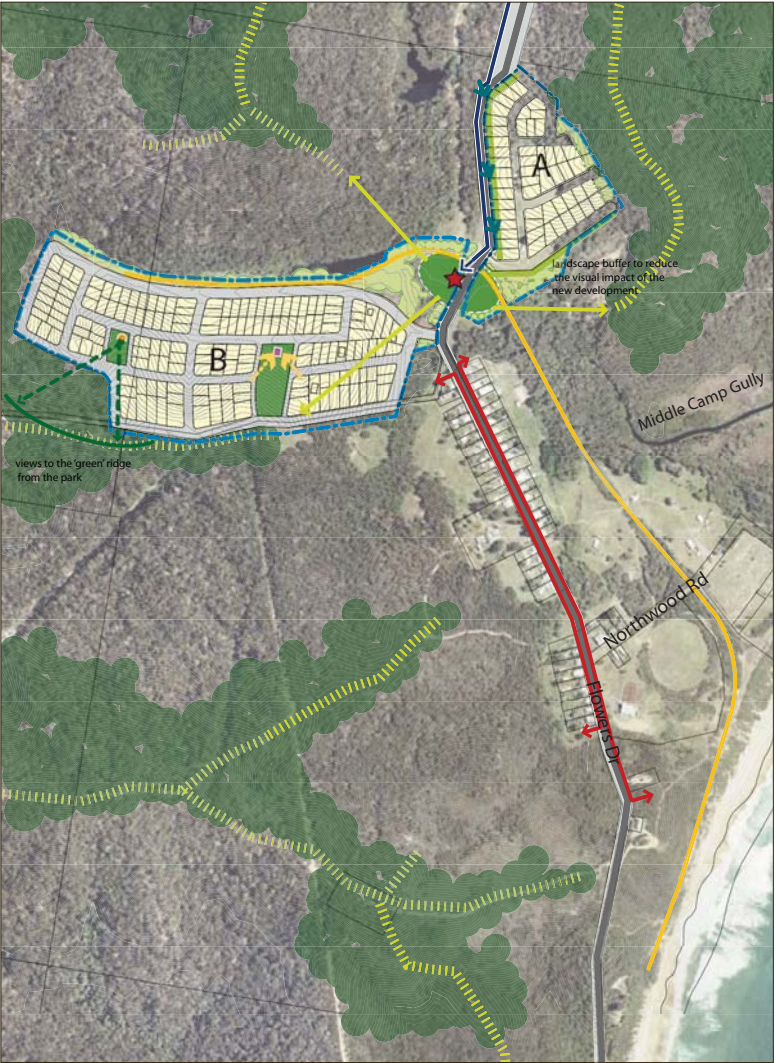 A
landscape buffer to reduce
the visual impact of the
new development
B
Middle Camp Gully
views to the 'green' ridge
from the park
Northwood Rd
Flowers Dr